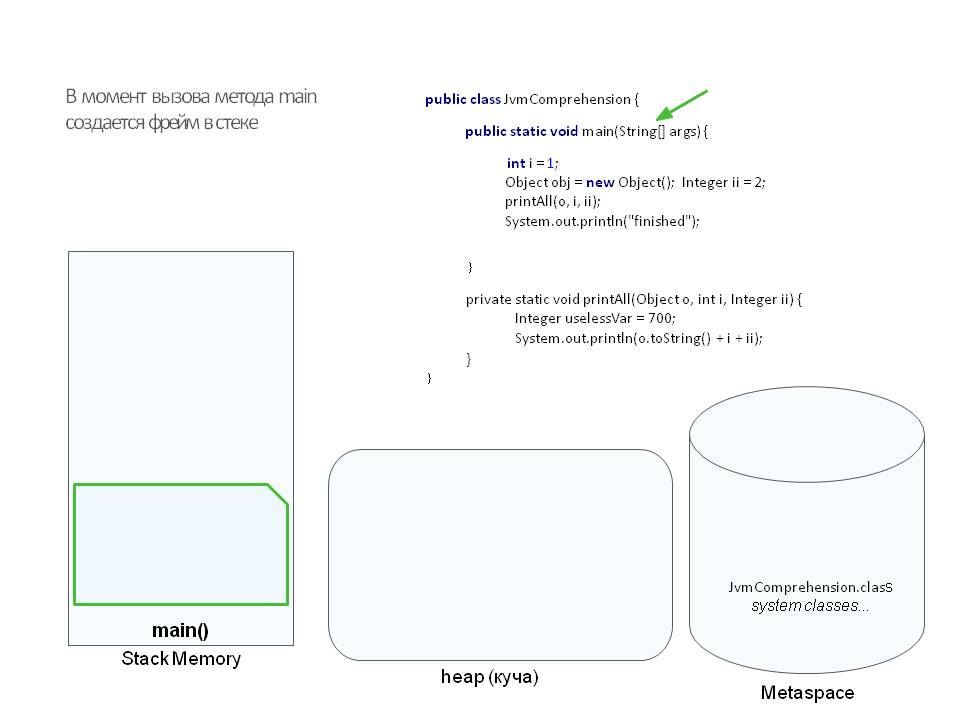 В момент вызова метода main
создается фрейм в стеке
public class JvmComprehension {
public static void main(String[] args) {
int i = 1;
Object obj = new Object(); Integer ii = 2;
printAll(o, i, ii);
System.out.println("finished");
}
private static void printAll(Object o, int i, Integer ii) {
Integer uselessVar = 700;
System.out.println(o.toString() + i + ii);
}
}
main()
Stack Memory
heap (куча)
JvmComprehension.class
system classes...
Metaspace